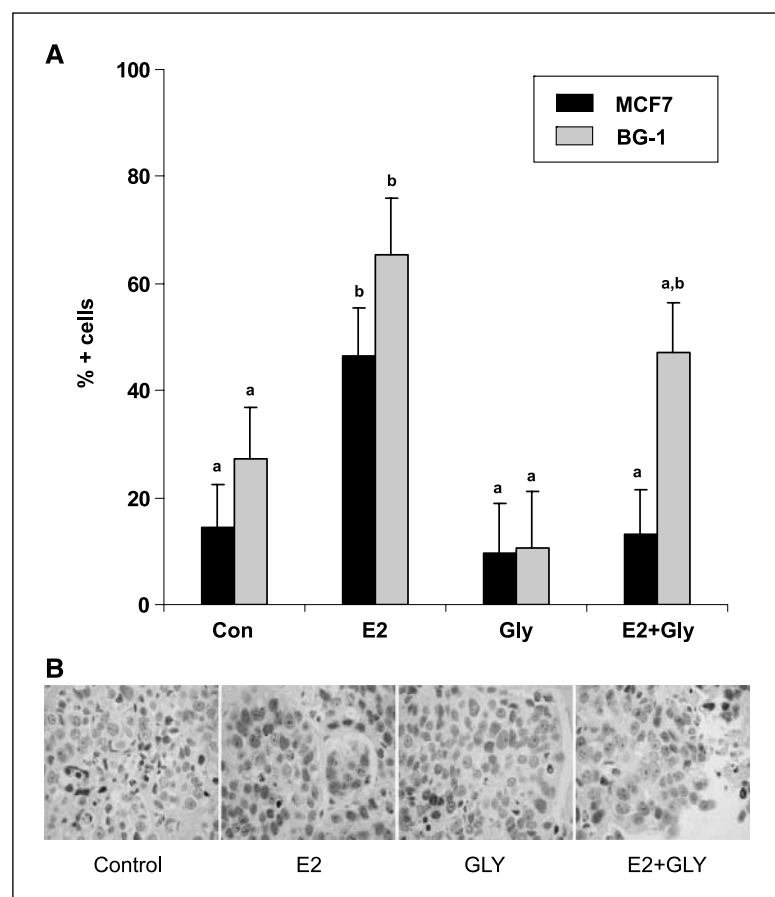 A
100
80
60
40
20
0
% + cells
MCF7
BG-1
a
a
b
b
a
a
a
a,b
Con
E2
Gly
E2+Gly
B
Control
E2
GLY
E2+GLY